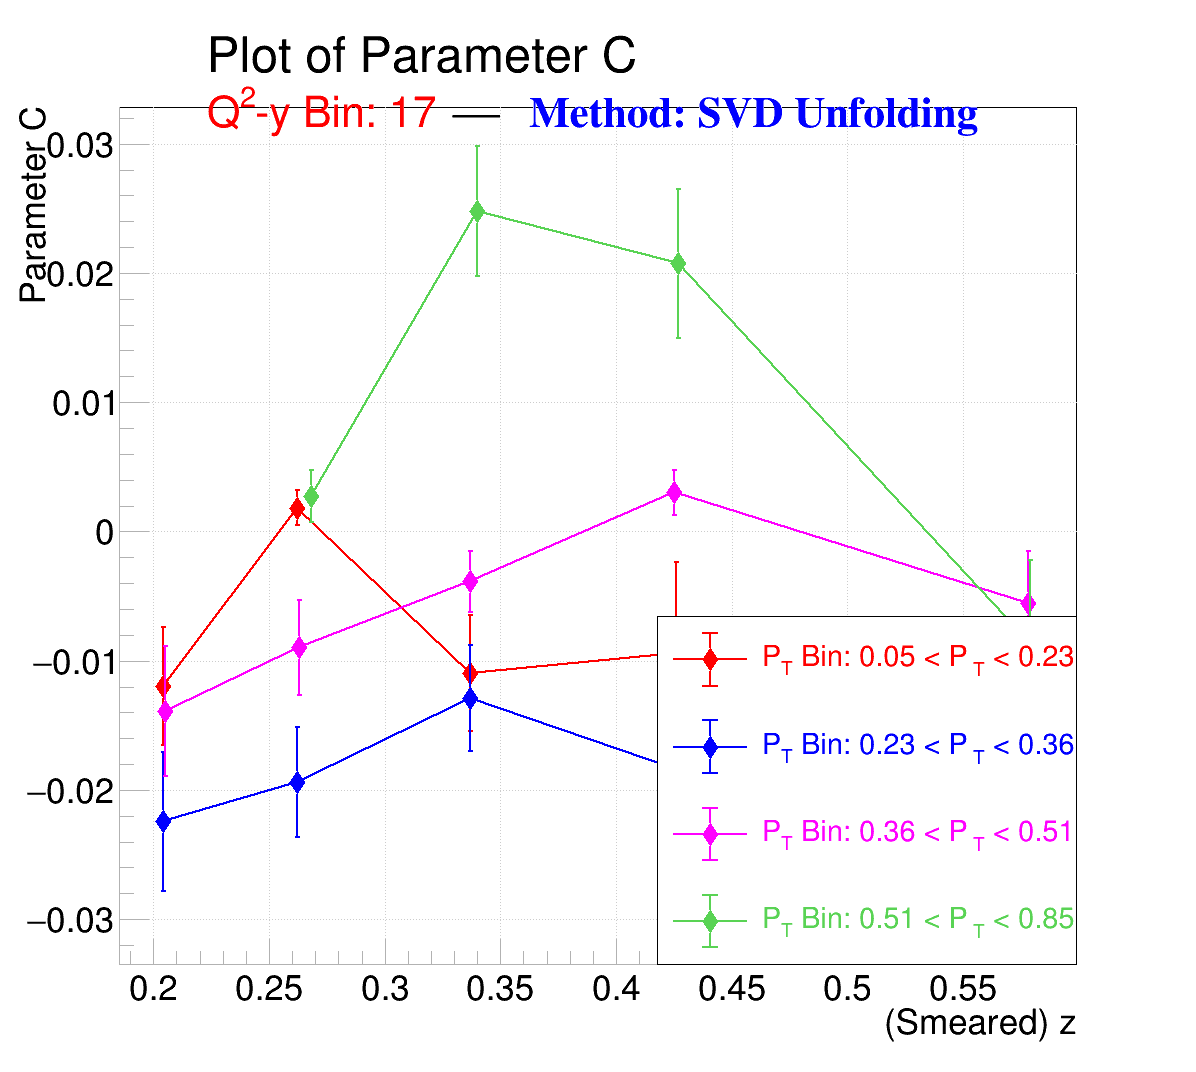 Plot of Parameter C
Q2-y Bin: 17 — Method: SVD Unfolding
Parameter C
0.03
0.02
0.01
0
−0.01
−0.02
−0.03
PT Bin: 0.05 < PT < 0.23
PT Bin: 0.23 < PT < 0.36
PT Bin: 0.36 < PT < 0.51
PT Bin: 0.51 < PT < 0.85
0.2 0.25 0.3 0.35 0.4 0.45 0.5 0.55
(Smeared) z